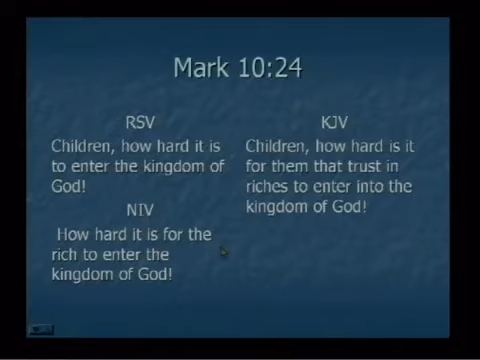 Mark 10:24
RSV
Children, how hard it is
to enter the kingdom of
God!
NIV
How hard it is for the
rich to enter the
kingdom of God!
KJV
Children, how hard is it
for them that trust in
riches to enter into the
kingdom of God!